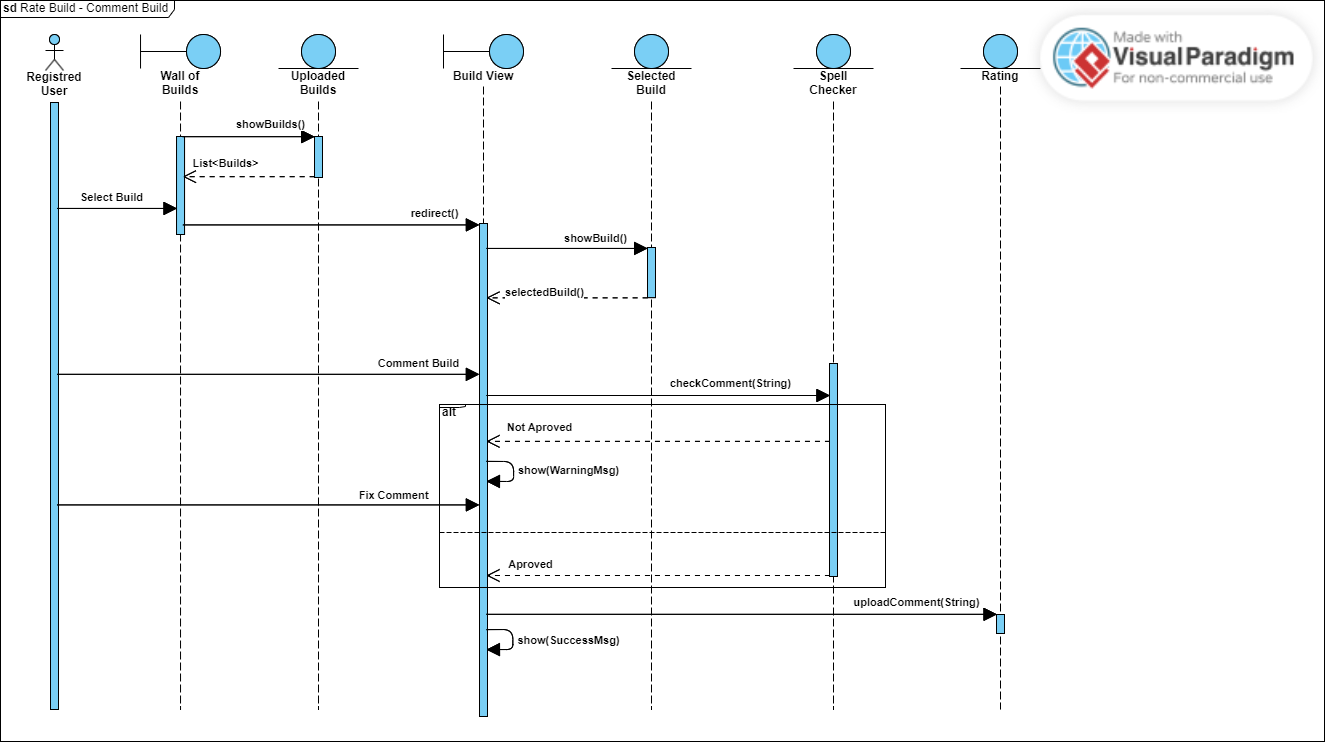 sd Rate Build - Comment Build
Made with
Visual Paradigm
For non-commercial use
Registred
User
Wall of
Builds
Uploaded
Builds
Build View
Selected
Build
Spell
Checker
Rating
showBuilds()
List<Builds>
Select Build
redirect()
showBuild()
selectedBuild()
Comment Build
checkComment(String)
alt
Not Aproved
show(WarningMsg)
Fix Comment
Aproved
uploadComment(String)
show(SuccessMsg)